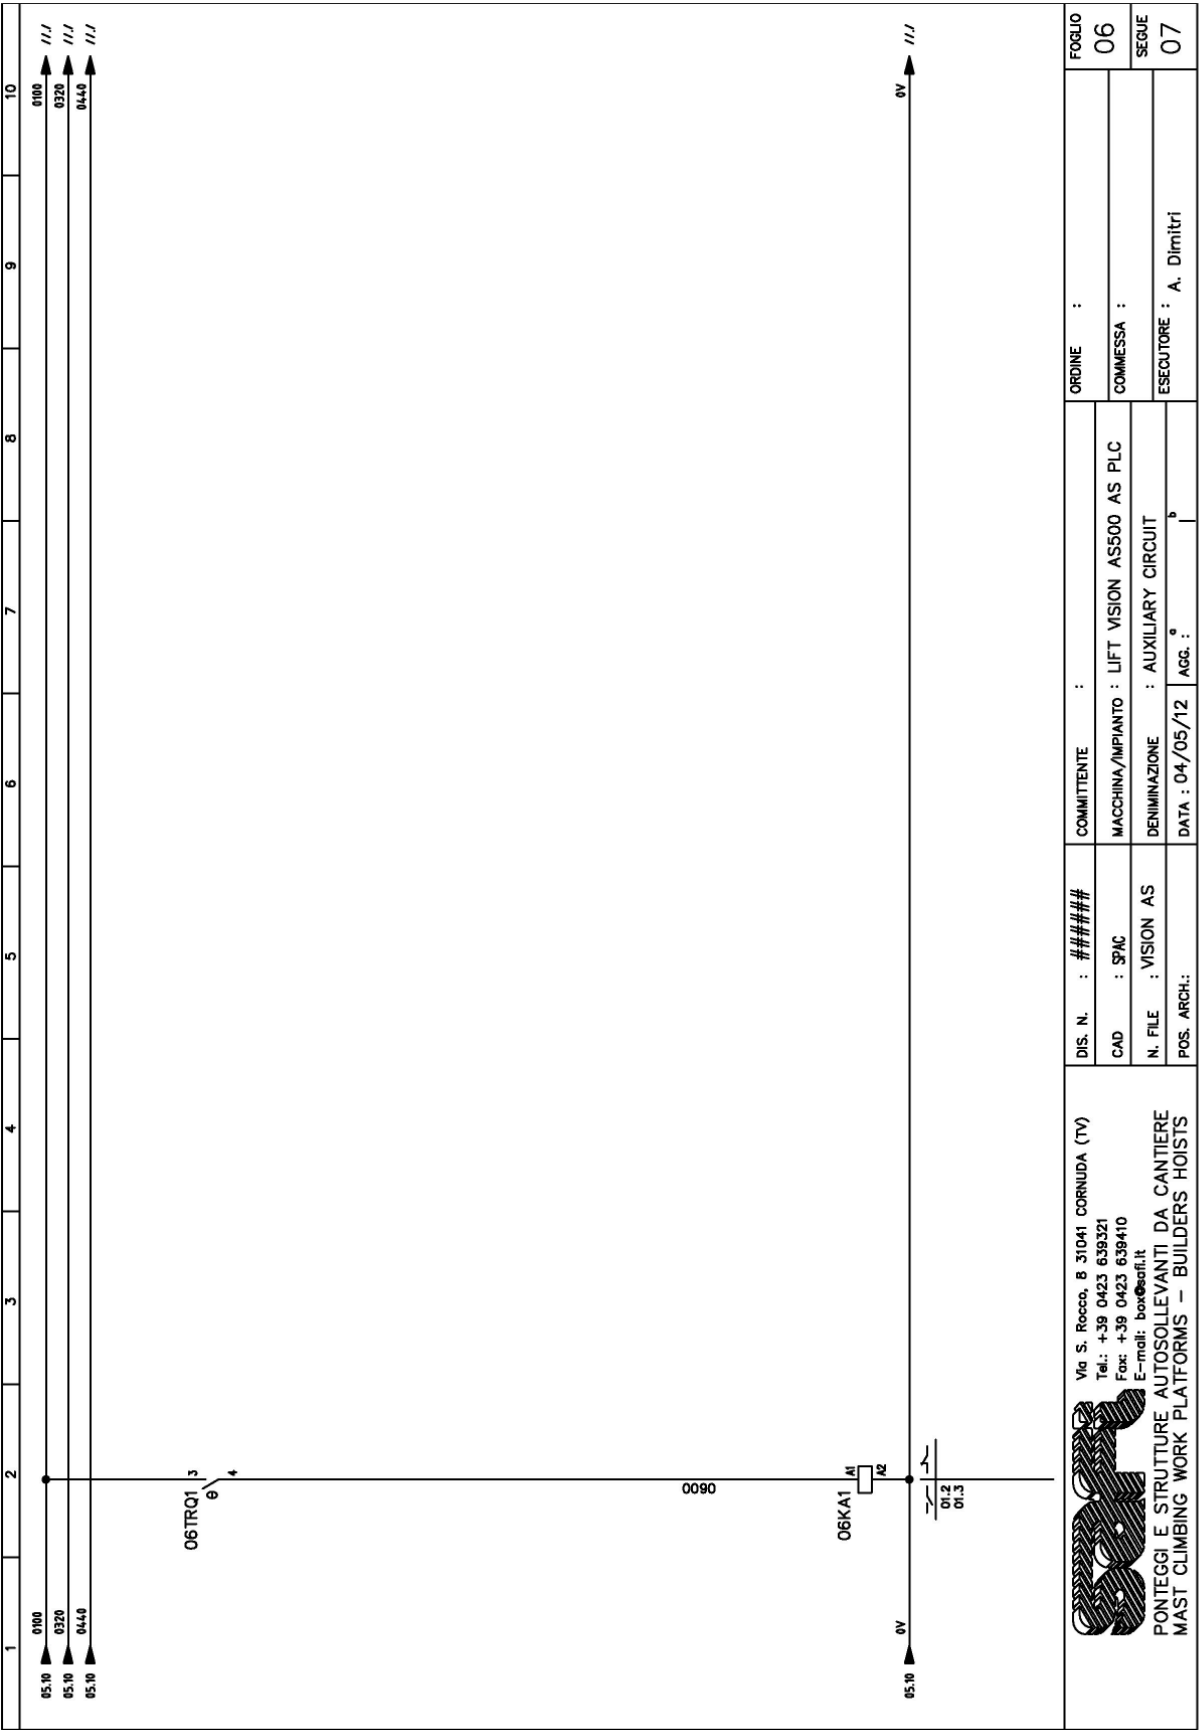 1 2 3 4 5 6 7 8 9 10
05.10 0100 0100 //.I
05.10 0320 0320 //.I
05.10 0440 0440 //.I
06TRQ1 3
θ
4
0090
06KA1 A1
A2
05.10 0V 0V //.I
01.2
01.3
safi
Via S. Rocco, 8 31041 CORNUDA (TV)
Tel.: +39 0423 639321
Fax: +39 0423 639410
E-mail: box@safi.it
PONTEGGI E STRUTTURE AUTOSOLLEVANTI DA CANTIERE
MAST CLIMBING WORK PLATFORMS – BUILDERS HOISTS
DIS. N. : ######
CAD : SPAC
N. FILE : VISION AS
POS. ARCH.:
COMMITTENTE :
MACCHINA/IMPIANTO : LIFT VISION AS500 AS PLC
DENIMINAZIONE : AUXILIARY CIRCUIT
DATA : 04/05/12 AGG. : a b
ORDINE :
COMMESSA :
ESECUTORE : A. Dimitri
FOGLIO
06
SEGUE
07